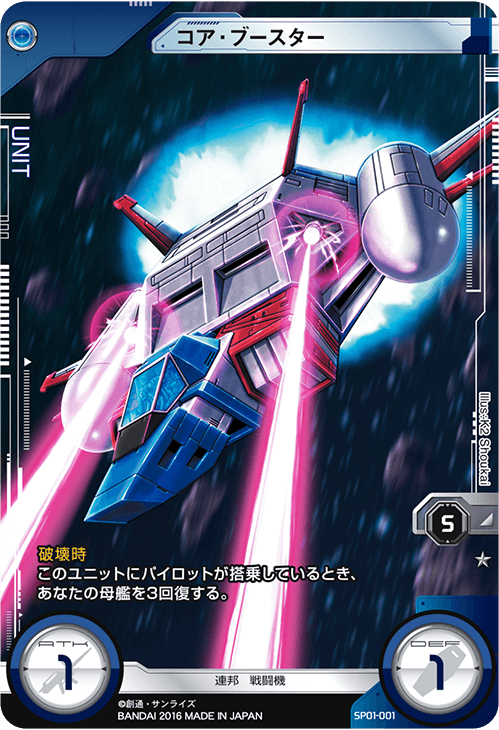 コア・ブースター
UNIT
Illus:K2 Shoukai
S
破壊時
このユニットにパイロットが搭乗しているとき、
あなたの母艦を3回復する。
ATK
1
連邦 戦闘機
DEF
1
©創通・サンライズ
BANDAI 2016 MADE IN JAPAN
SP01-001